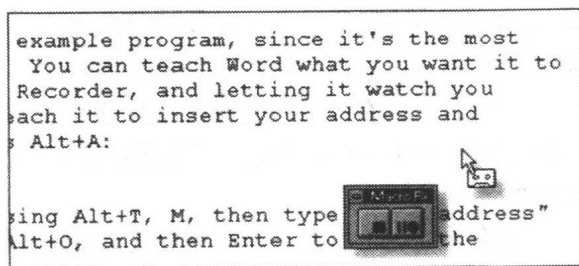 example program, since it's the most
You can teach Word what you want it to
Recorder, and letting it watch you
each it to insert your address and
Alt+A:
Macro
sing Alt+T, M, then type address"
Alt+O, and then Enter to the